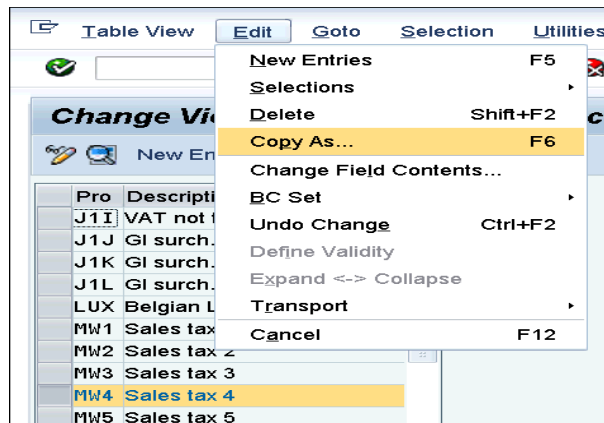 Table View Edit Goto Selection Utilities
New Entries F5
Selections
Change Vi
Delete Shift+F2
Copy As... F6
New En
Change Field Contents...
Pro Descripti
BC Set
J1I VAT not
Undo Change Ctrl+F2
J1J GI surch.
Define Validity
J1K GI surch.
Expand <-> Collapse
J1L GI surch.
LUX Belgian L
Transport
MW1 Sales tax
Cancel F12
MW2 Sales tax 2
MW3 Sales tax 3
MW4 Sales tax 4
MW5 Sales tax 5